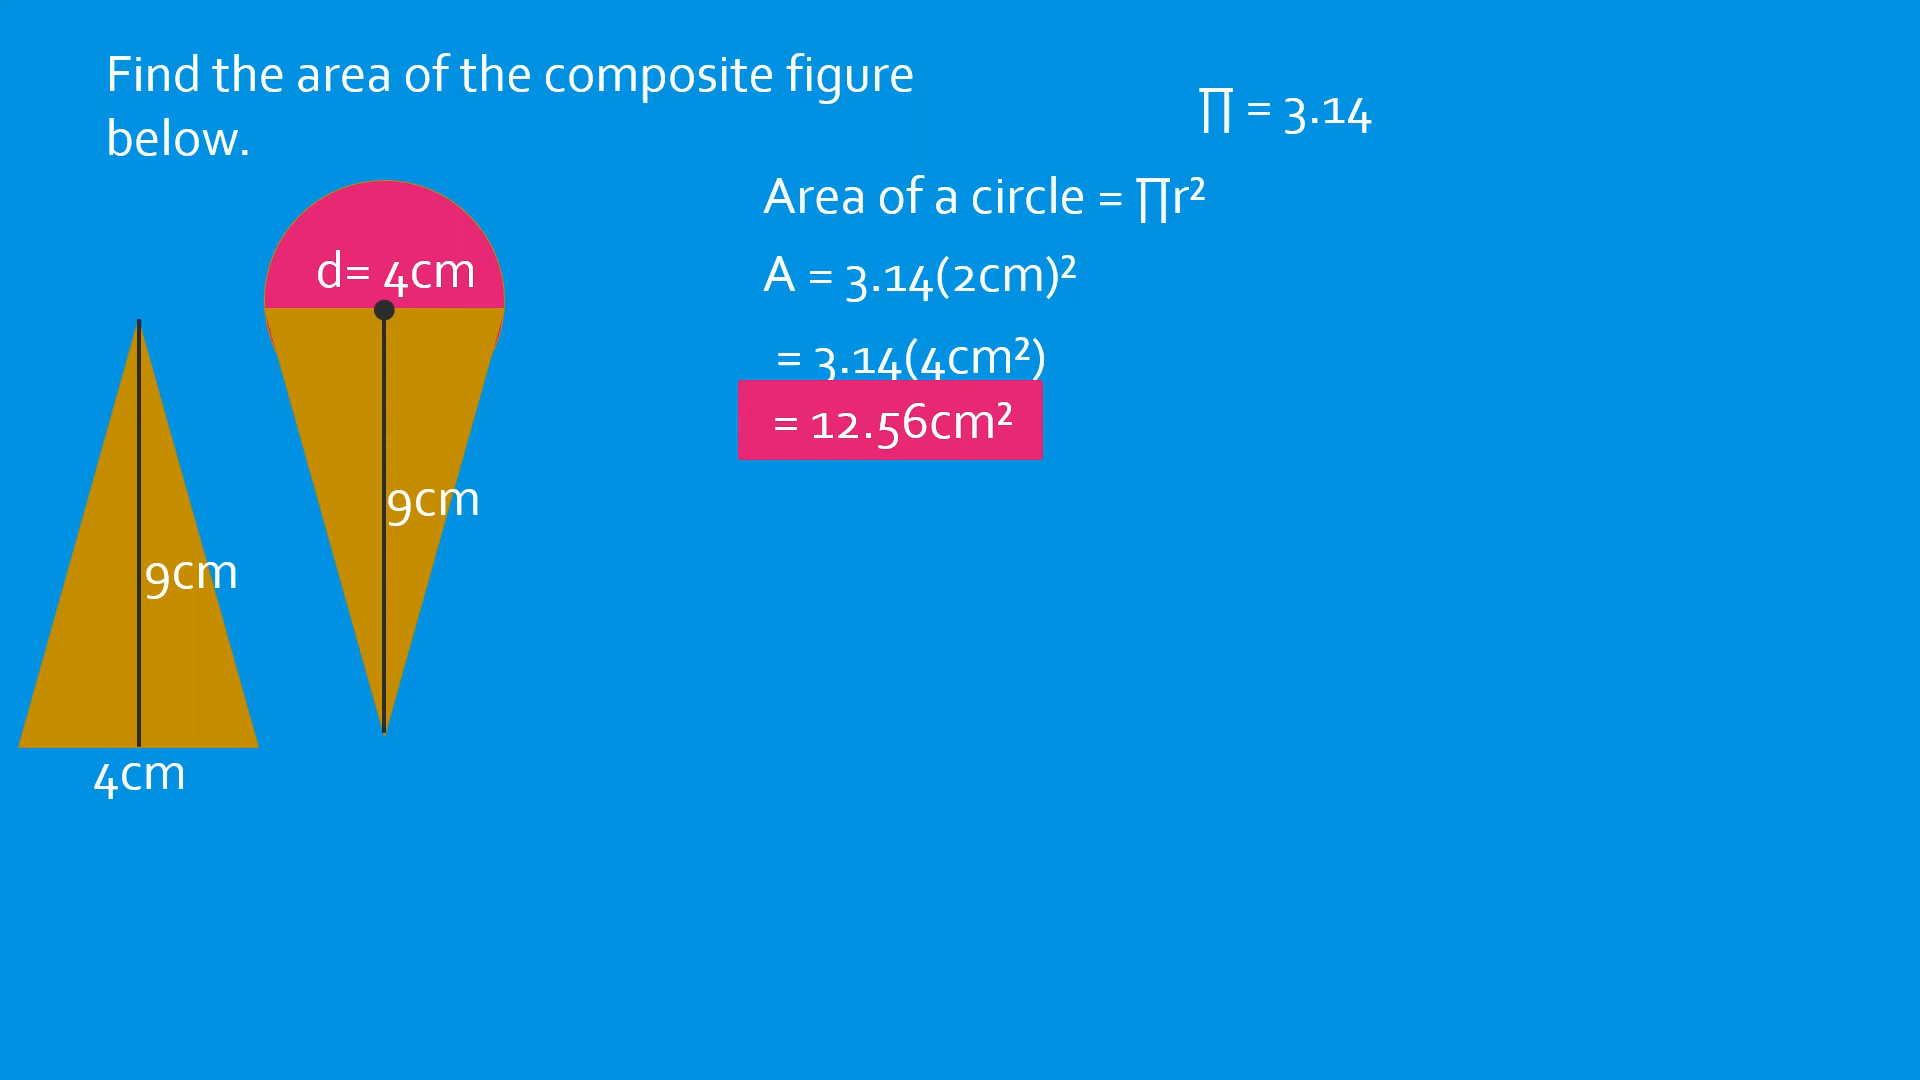 Find the area of the composite figure
below.
∏ = 3.14
Area of a circle = ∏r²
A = 3.14(2cm)²
= 3.14(4cm²)
= 12.56cm²
d= 4cm
9cm
9cm
4cm